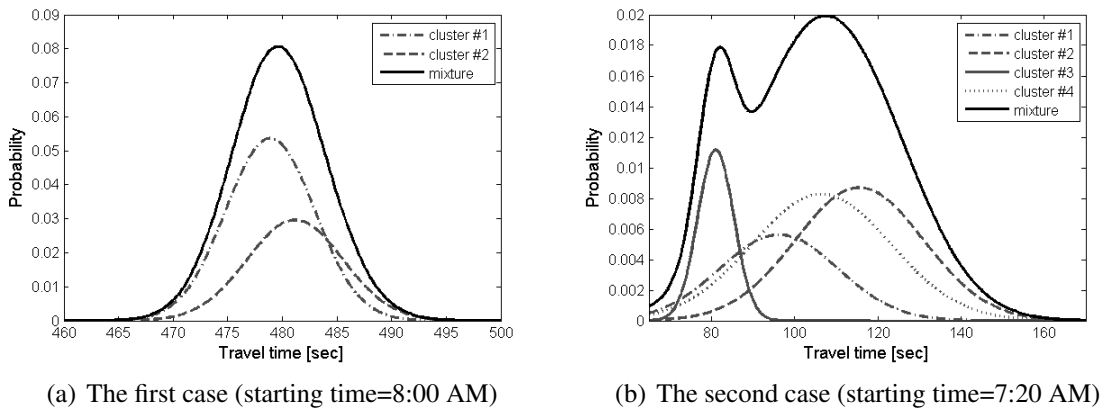 0.09
0.08
0.07
0.06
0.05
0.04
0.03
0.02
0.01
0
Probability
460 465 470 475 480 485 490 495 500
Travel time [sec]
cluster #1
cluster #2
mixture
(a) The first case (starting time=8:00 AM)
0.02
0.018
0.016
0.014
0.012
0.01
0.008
0.006
0.004
0.002
0
Probability
80 100 120 140 160
Travel time [sec]
cluster #1
cluster #2
cluster #3
cluster #4
mixture
(b) The second case (starting time=7:20 AM)